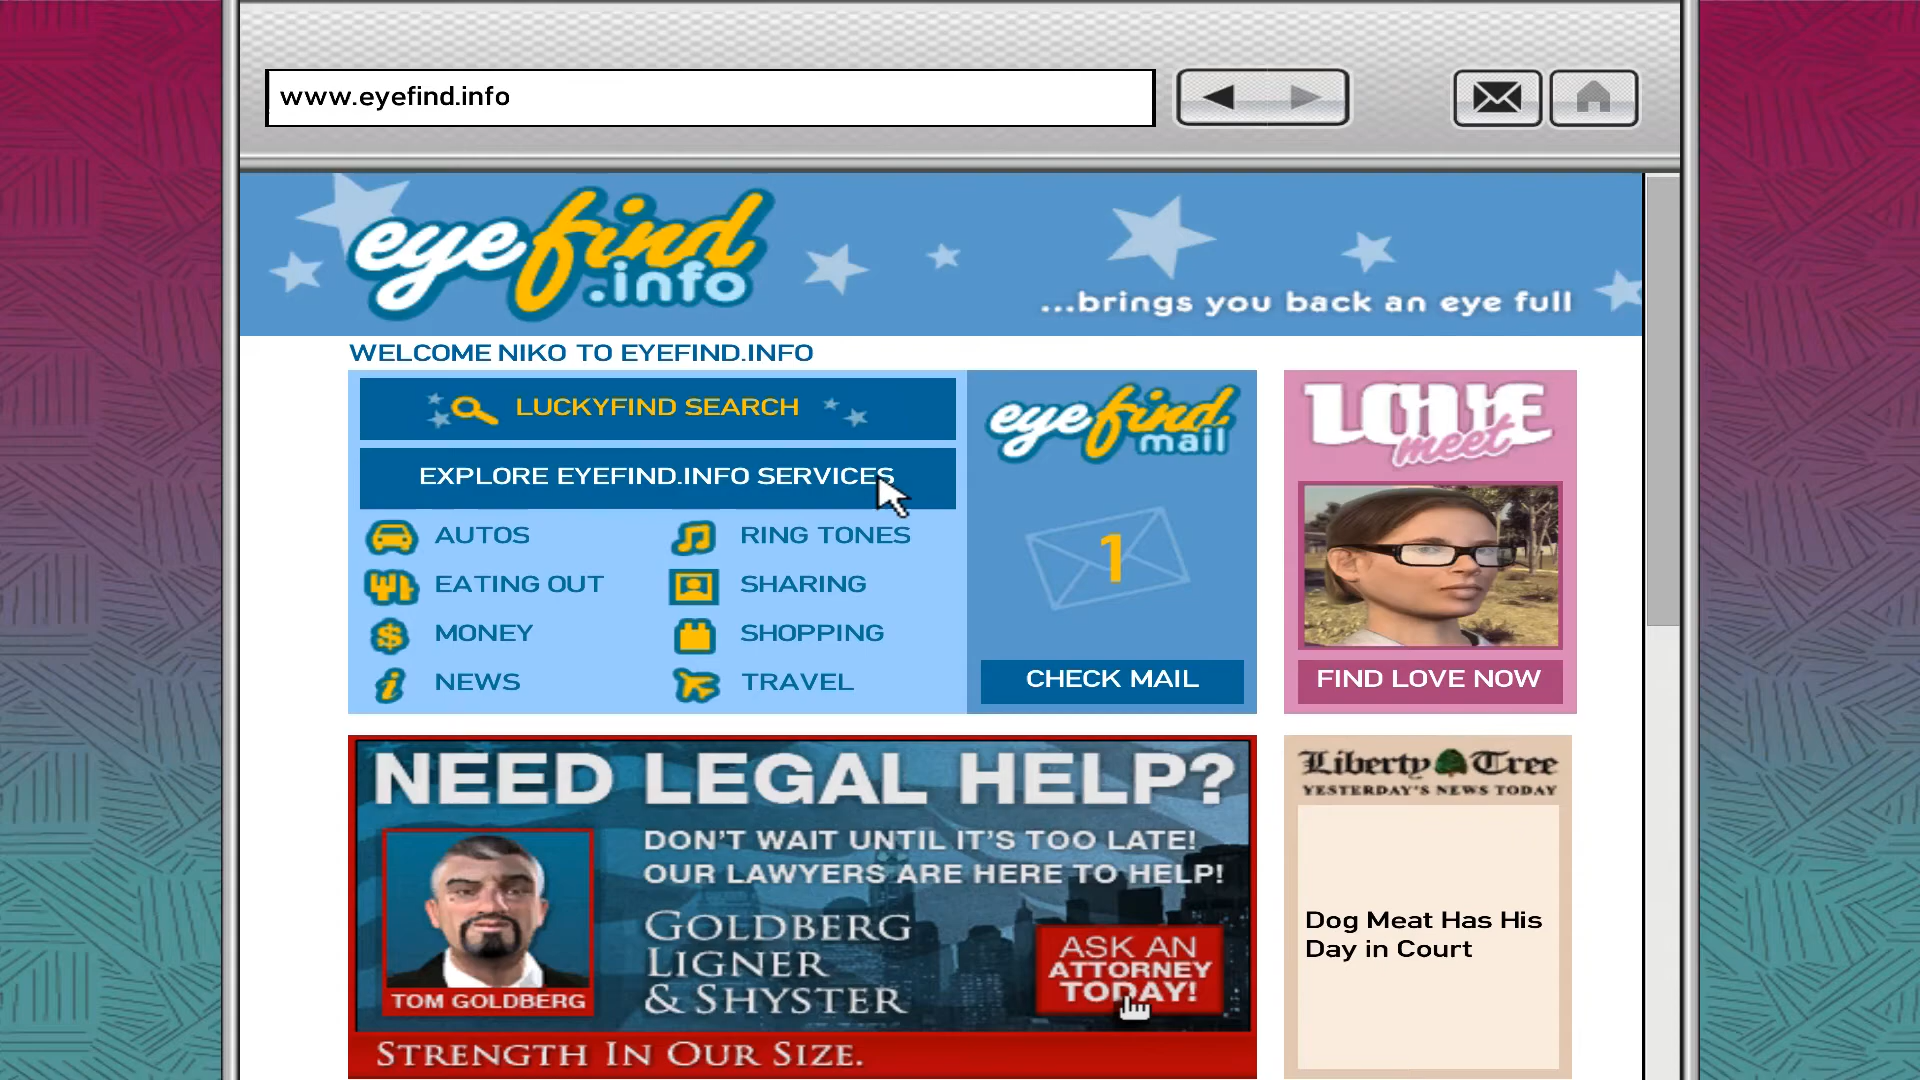 www.eyefind.info
eyefind
.info
...brings you back an eye full
WELCOME NIKO TO EYEFIND.INFO
LUCKYFIND SEARCH
EXPLORE EYEFIND.INFO SERVICES
AUTOS
RING TONES
EATING OUT
SHARING
MONEY
SHOPPING
NEWS
TRAVEL
eyefind
mail
1
CHECK MAIL
LOVE
meet
FIND LOVE NOW
NEED LEGAL HELP?
DON'T WAIT UNTIL IT'S TOO LATE!
OUR LAWYERS ARE HERE TO HELP!
GOLDBERG
LIGNER
& SHYSTER
TOM GOLDBERG
ASK AN
ATTORNEY
TODAY!
STRENGTH IN OUR SIZE.
Liberty Tree
YESTERDAY'S NEWS TODAY
Dog Meat Has His
Day in Court